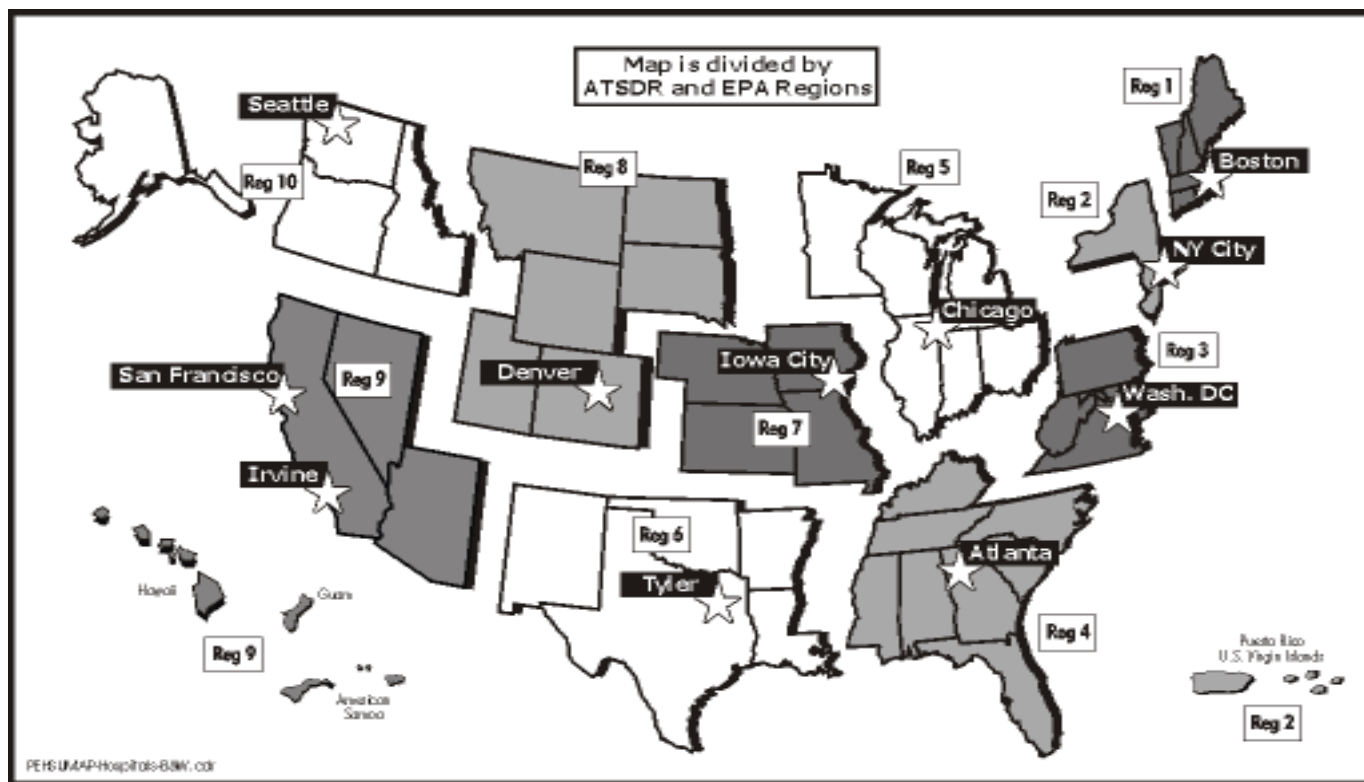 Map is divided by
ATSDR and EPA Regions
Reg 1
Seattle
Reg 8
Reg 5
Boston
Reg 10
Reg 2
NY City
Chicago
Reg 3
Iowa City
San Francisco
Reg 9
Denver
Wash. DC
Reg 7
Irvine
Reg 6
Atlanta
Tyler
Hawaii
Guam
Reg 4
Reg 9
Puerto Rico
U.S. Virgin Islands
American
Samoa
Reg 2
PEHSUMAP-Hospitals-B&W.cdr